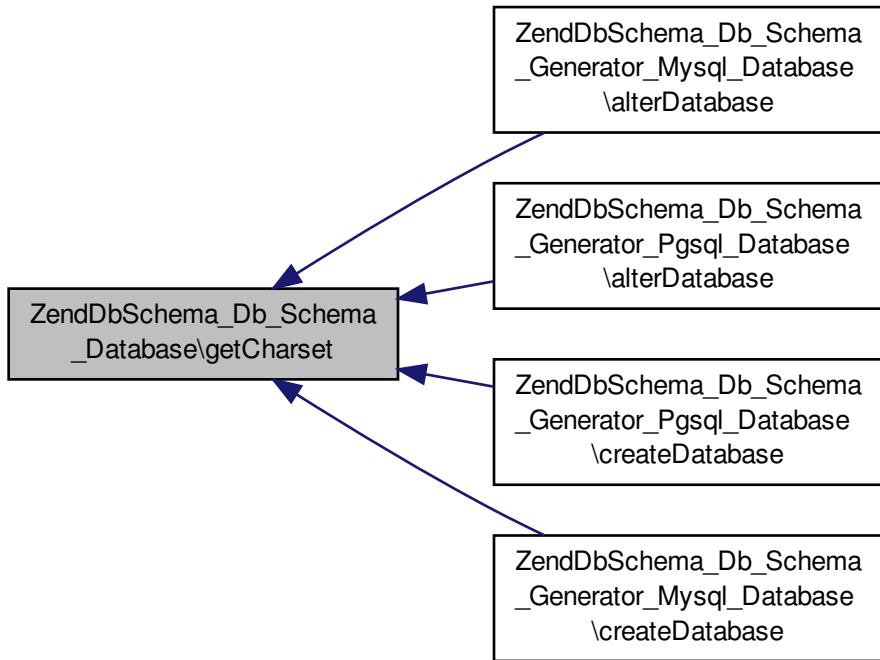 ZendDbSchema_Db_Schema
_Generator_Mysql_Database
\alterDatabase
ZendDbSchema_Db_Schema
_Generator_Pgsql_Database
\alterDatabase
ZendDbSchema_Db_Schema
_Database\getCharset
ZendDbSchema_Db_Schema
_Generator_Pgsql_Database
\createDatabase
ZendDbSchema_Db_Schema
_Generator_Mysql_Database
\createDatabase